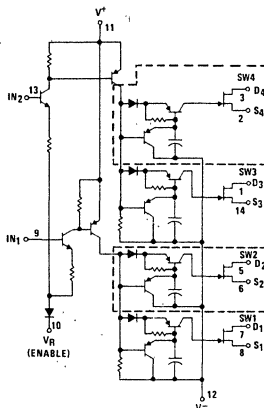 V+
11
13
IN2
SW4
D4
3
2
S4
SW3
D3
1
14
S3
IN1
9
SW2
D2
5
6
S2
10
VR
(ENABLE)
SW1
D1
7
8
S1
12
V−